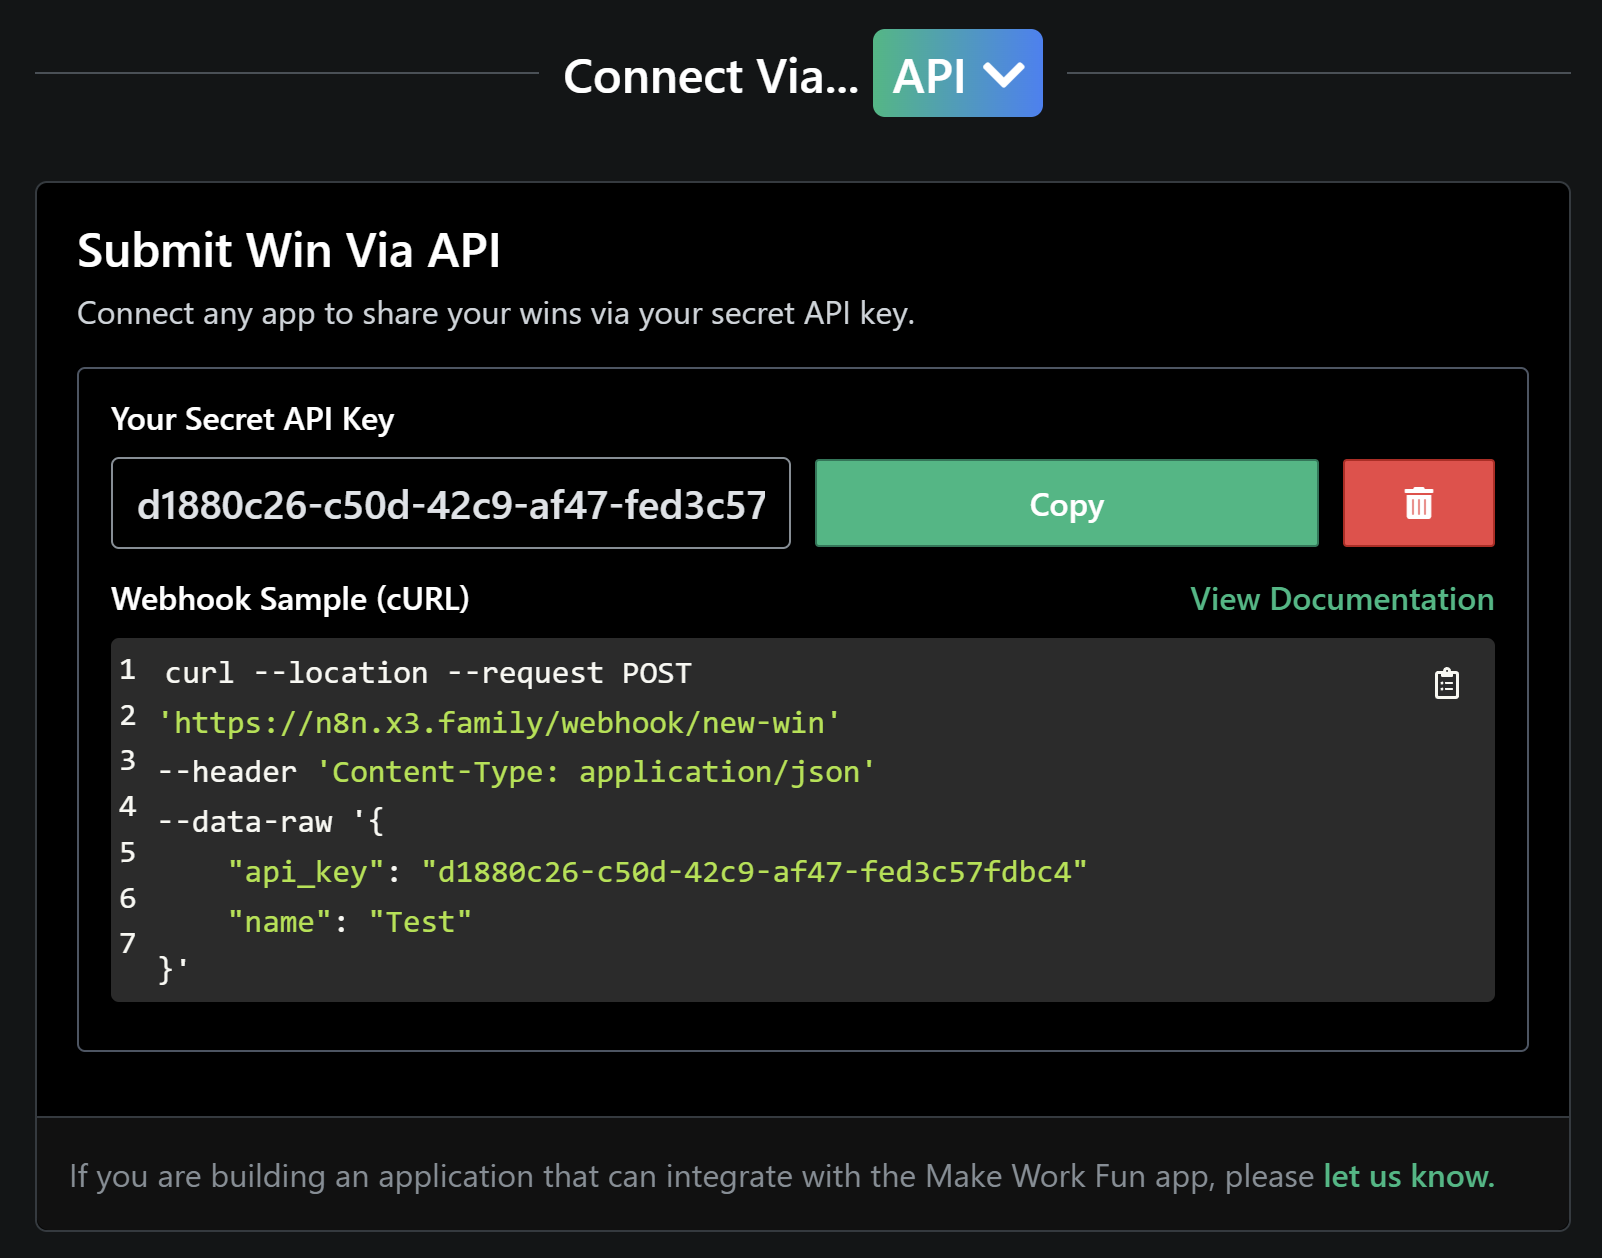 Connect Via... API
Submit Win Via API
Connect any app to share your wins via your secret API key.
Your Secret API Key
d1880c26-c50d-42c9-af47-fed3c57
Copy
Webhook Sample (cURL)
View Documentation
1 curl --location --request POST
2 'https://n8n.x3.family/webhook/new-win'
3 --header 'Content-Type: application/json'
4 --data-raw '{
5     "api_key": "d1880c26-c50d-42c9-af47-fed3c57fdbc4"
6     "name": "Test"
7 }'
If you are building an application that can integrate with the Make Work Fun app, please let us know.